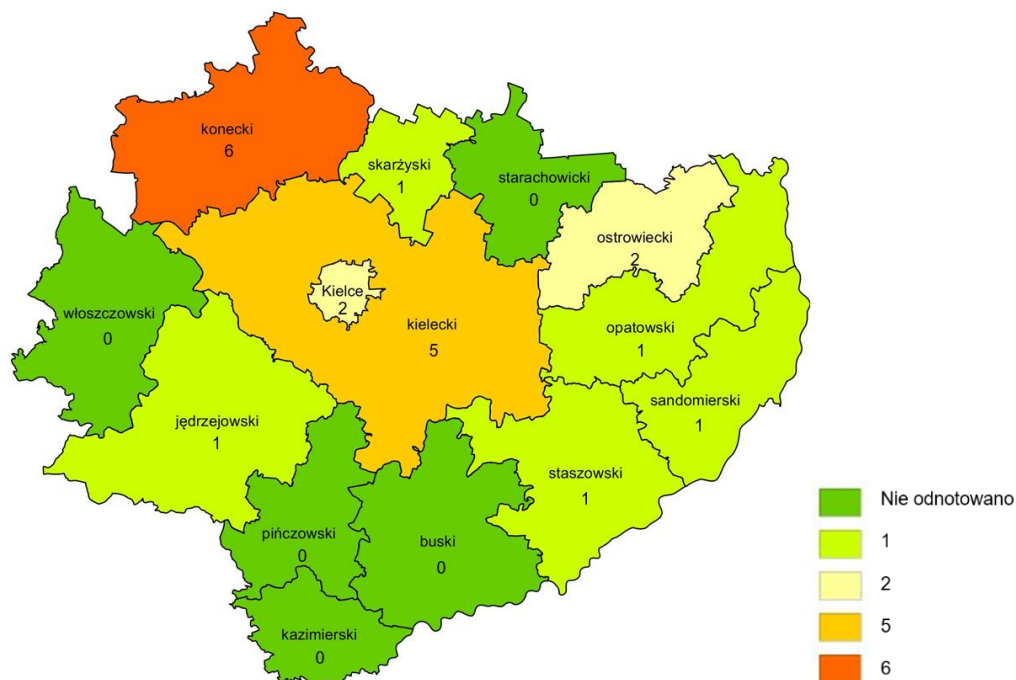 konecki
6
skarżyski
1
starachowicki
0
ostrowiecki
2
Kielce
2
włoszczowski
0
kielecki
5
opatowski
1
sandomierski
1
jędrzejowski
1
staszowski
1
pińczowski
0
buski
0
kazimierski
0
Nie odnotowano
1
2
5
6